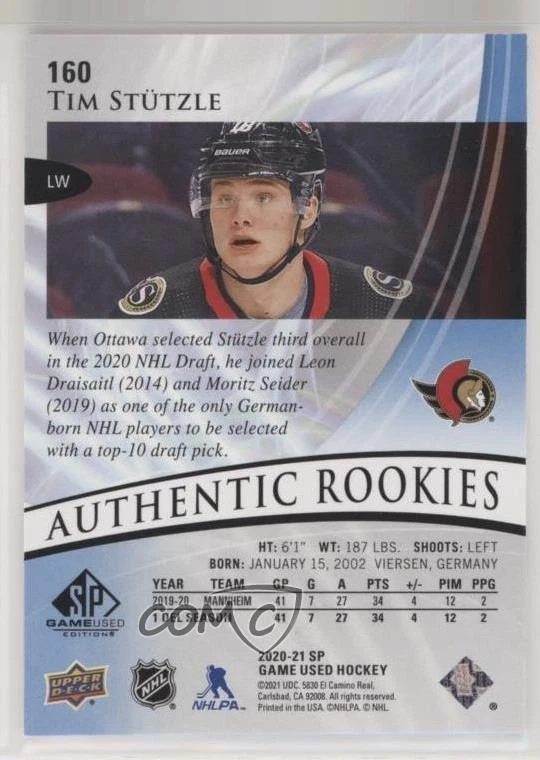 160
TIM STÜTZLE
18
BAUER
LW
When Ottawa selected Stützle third overall
in the 2020 NHL Draft, he joined Leon
Draisaitl (2014) and Moritz Seider
(2019) as one of the only German-
born NHL players to be selected
with a top-10 draft pick.
AUTHENTIC ROOKIES
HT: 6'1" WT: 187 LBS. SHOOTS: LEFT
BORN: JANUARY 15, 2002 VIERSEN, GERMANY
YEAR TEAM GP G A PTS +/- PIM PPG
2019-20 MANNHEIM 41 7 27 34 4 12 2
1 DEL SEASON 41 7 27 34 4 12 2
SP
GAMEUSED
EDITION®
COMC
2020-21 SP
GAME USED HOCKEY
©2021 UDC. 5830 El Camino Real,
Carlsbad, CA 92008. All rights reserved.
Printed in the USA. ©NHLPA. © NHL.
UPPER
DECK
NHL
NHLPA
®